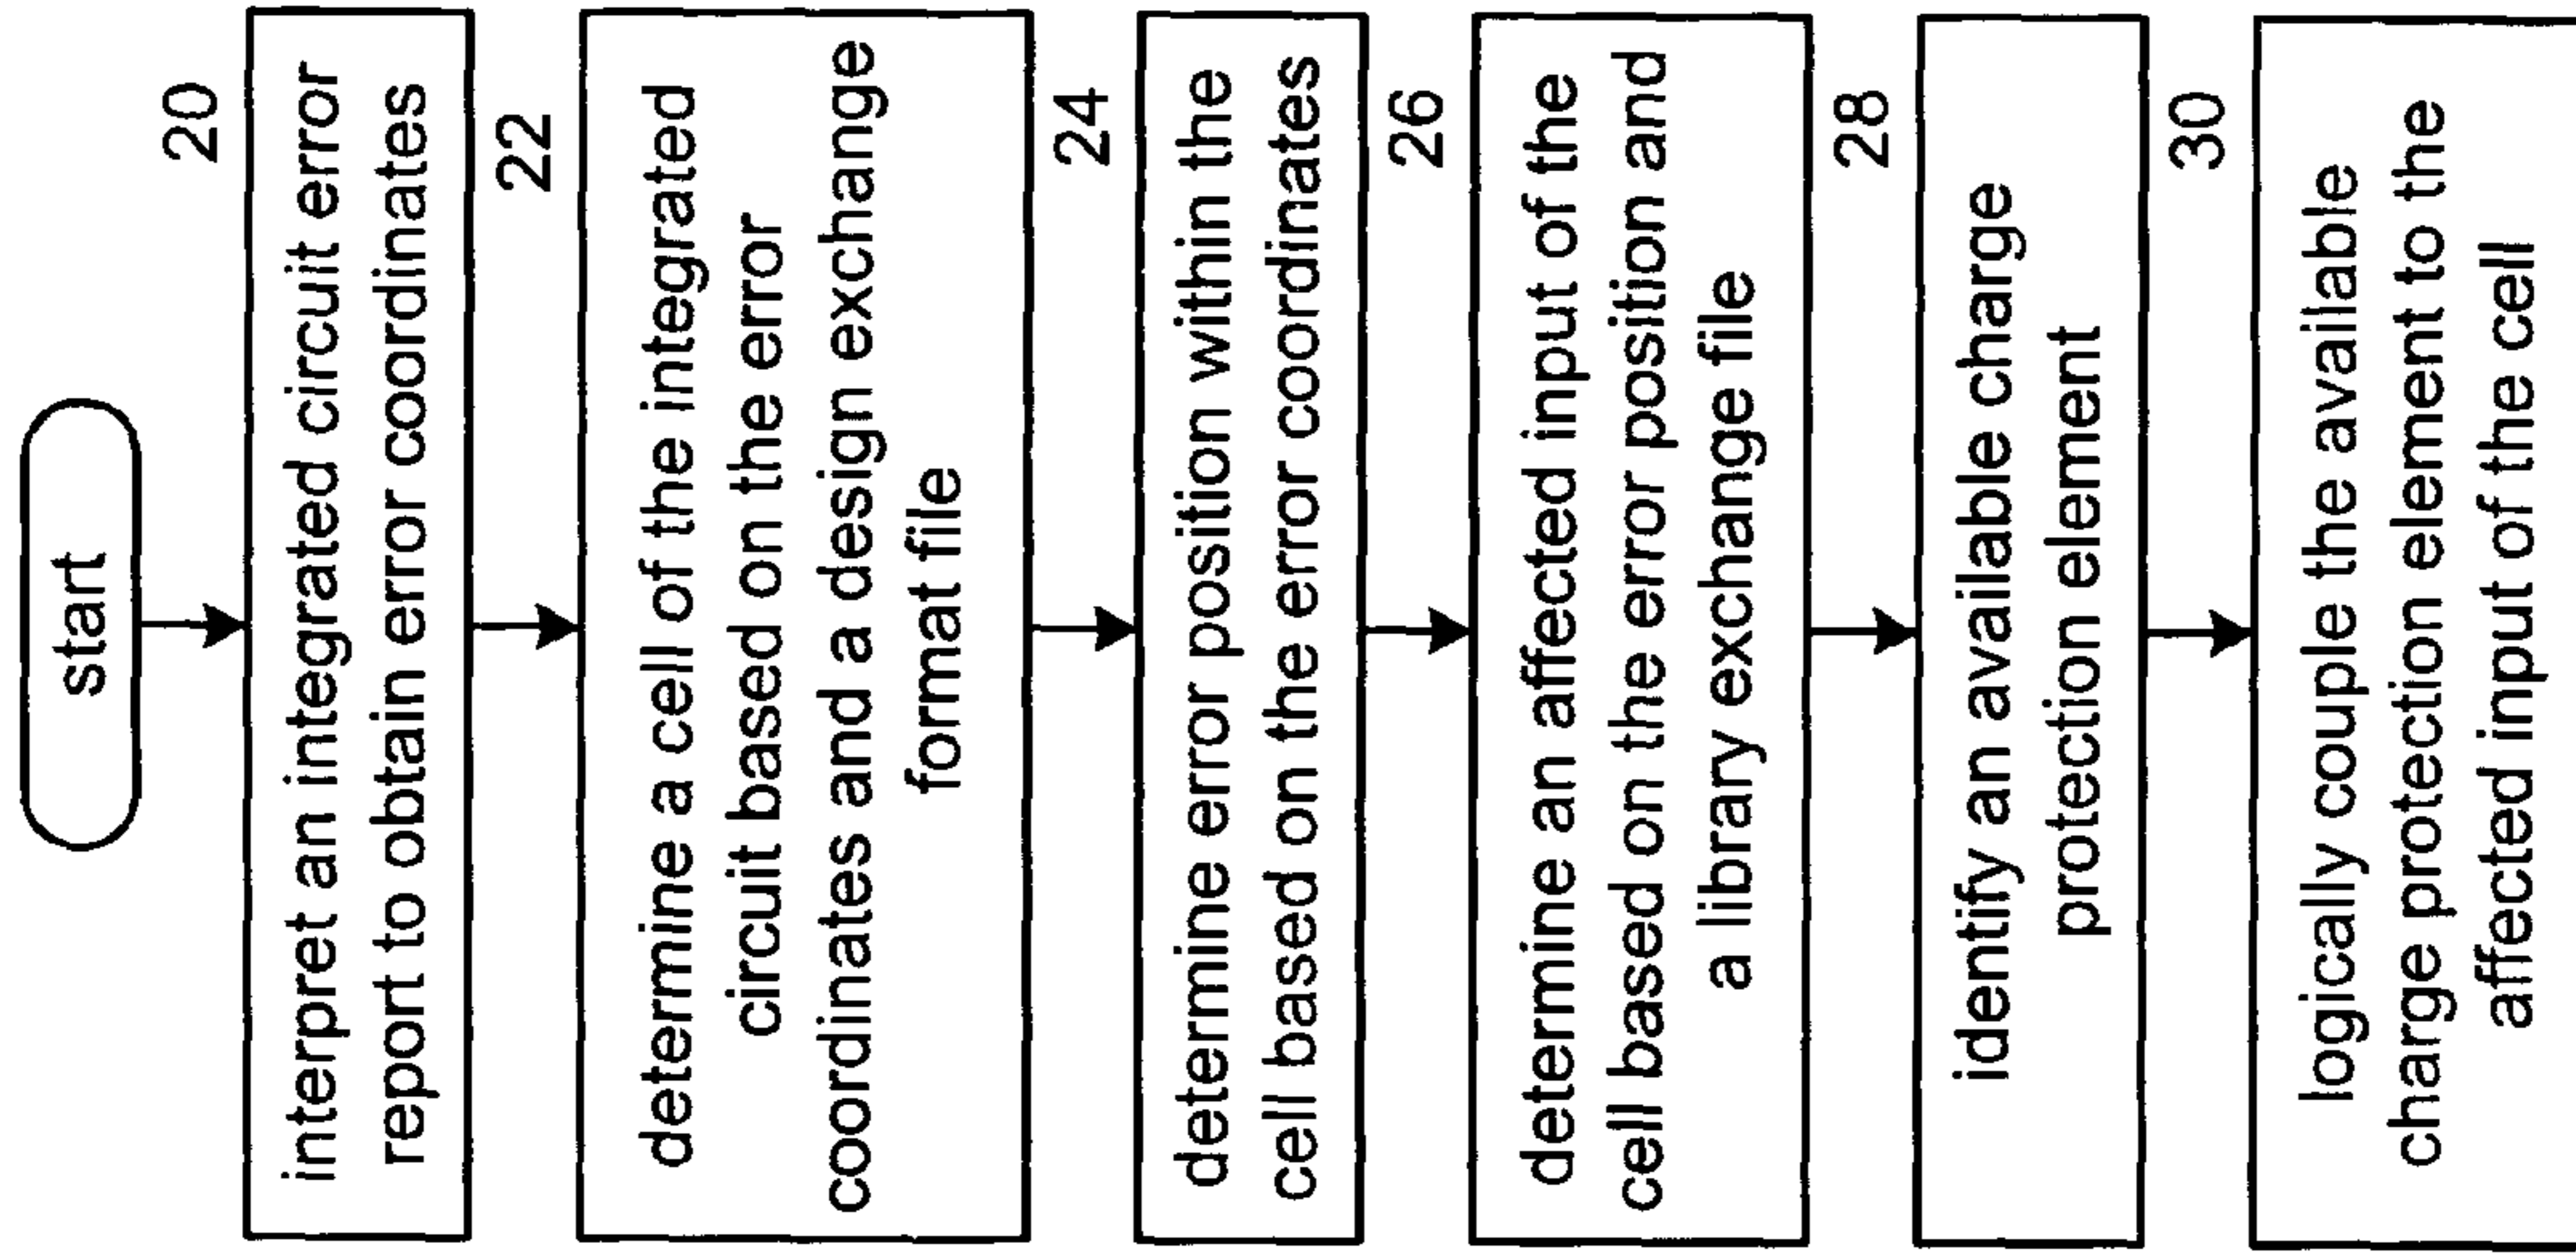 start
20
interpret an integrated circuit error
report to obtain error coordinates
22
determine a cell of the integrated
circuit based on the error
coordinates and a design exchange
format file
24
determine error position within the
cell based on the error coordinates
26
determine an affected input of the
cell based on the error position and
a library exchange file
28
identify an available charge
protection element
30
logically couple the available
charge protection element to the
affected input of the cell